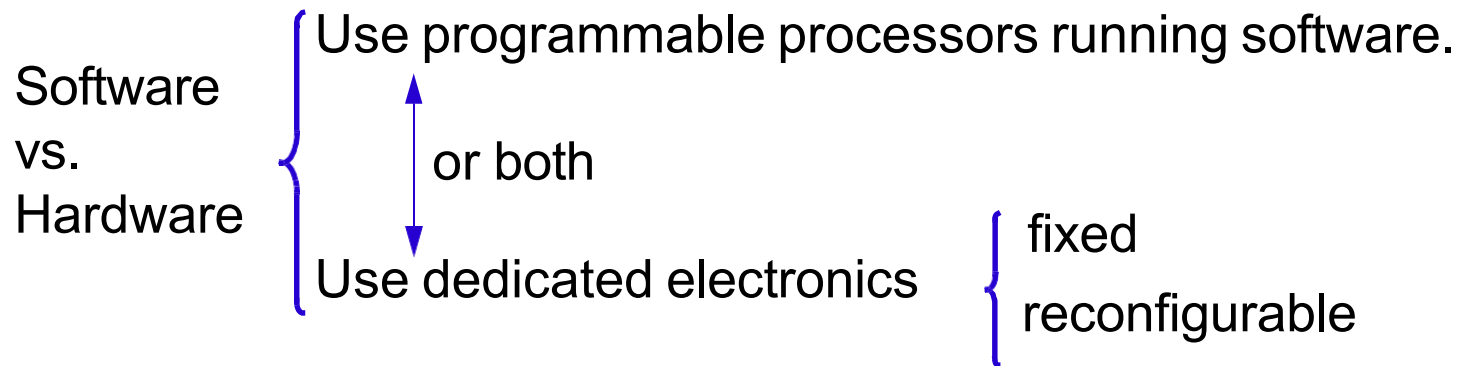 Software
vs.
Hardware
Use programmable processors running software.
or both
Use dedicated electronics
fixed
reconfigurable